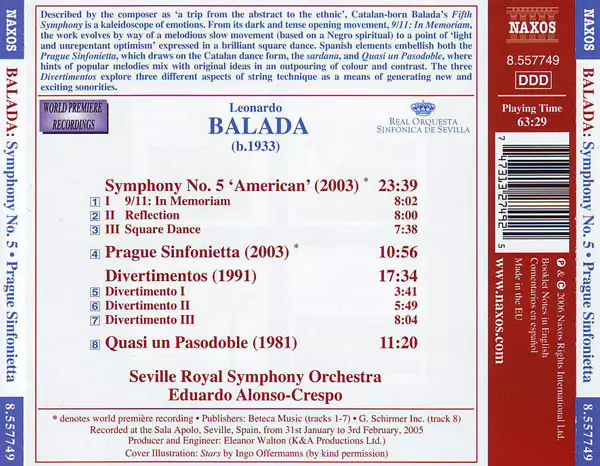 NAXOS
BALADA: Symphony No. 5 • Prague Sinfonietta
8.557749
Described by the composer as ‘a trip from the abstract to the ethnic’, Catalan-born Balada’s Fifth
Symphony is a kaleidoscope of emotions. From its dark and tense opening movement, 9/11: In Memoriam,
the work evolves by way of a melodious slow movement (based on a Negro spiritual) to a point of ‘light
and unrepentant optimism’ expressed in a brilliant square dance. Spanish elements embellish both the
Prague Sinfonietta, which draws on the Catalan dance form, the sardana, and Quasi un Pasodoble, where
hints of popular melodies mix with original ideas in an outpouring of colour and contrast. The three
Divertimentos explore three different aspects of string technique as a means of generating new and
exciting sonorities.
WORLD PREMIERE
RECORDINGS
Leonardo
BALADA
(b.1933)
REAL ORQUESTA
SINFÓNICA DE SEVILLA
Symphony No. 5 ‘American’ (2003) * 23:39
1 I 9/11: In Memoriam 8:02
2 II Reflection 8:00
3 III Square Dance 7:38
4 Prague Sinfonietta (2003) * 10:56
Divertimentos (1991) 17:34
5 Divertimento I 3:41
6 Divertimento II 5:49
7 Divertimento III 8:04
8 Quasi un Pasodoble (1981) 11:20
Seville Royal Symphony Orchestra
Eduardo Alonso-Crespo
* denotes world première recording • Publishers: Beteca Music (tracks 1-7) • G. Schirmer Inc. (track 8)
Recorded at the Sala Apolo, Seville, Spain, from 31st January to 3rd February, 2005
Producer and Engineer: Eleanor Walton (K&A Productions Ltd.)
Cover Illustration: Stars by Ingo Offermanns (by kind permission)
NAXOS
8.557749
DDD
Playing Time
63:29
7 47313 27492 5
℗ & © 2006 Naxos Rights International Ltd.
Booklet Notes in English
Comentarios en español
Made in the EU
www.naxos.com
NAXOS
BALADA: Symphony No. 5 • Prague Sinfonietta
8.557749